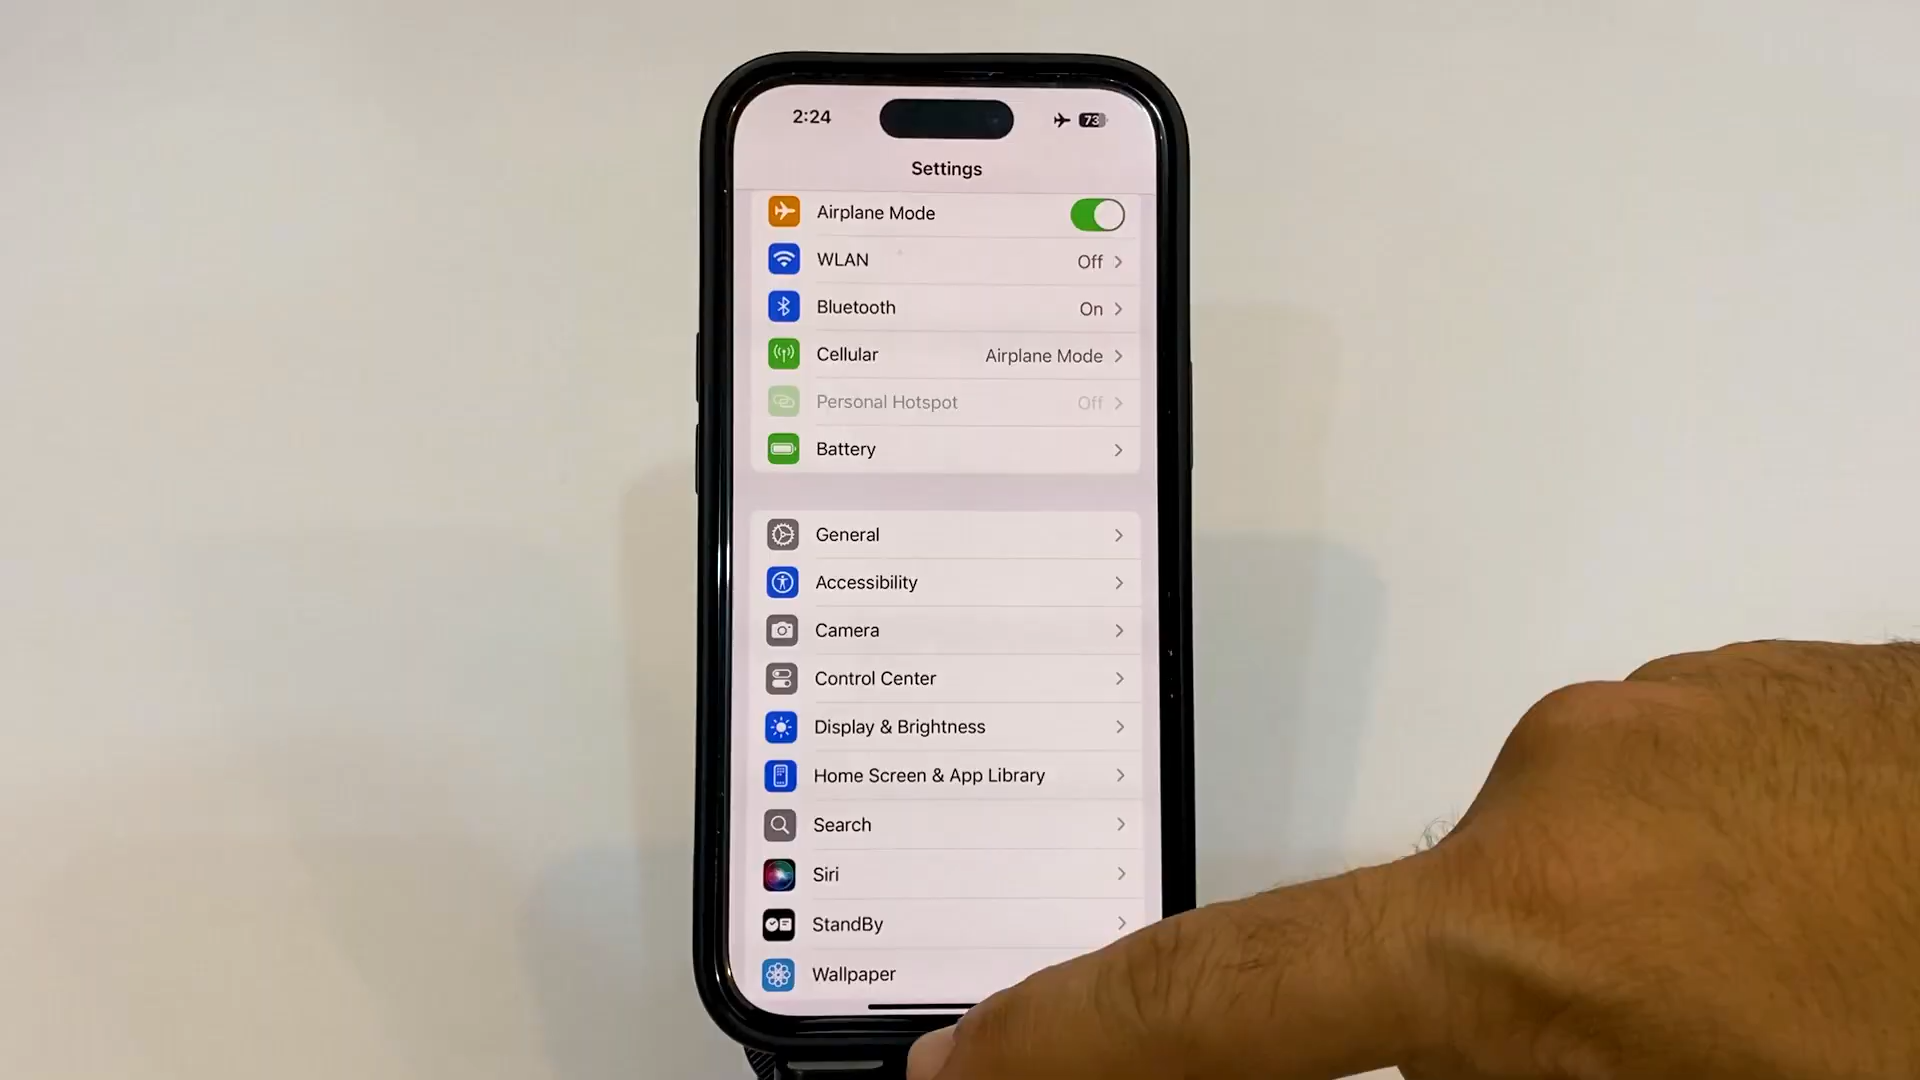 2:24
73
Settings
Airplane Mode
WLAN Off
Bluetooth On
Cellular Airplane Mode
Personal Hotspot Off
Battery
General
Accessibility
Camera
Control Center
Display & Brightness
Home Screen & App Library
Search
Siri
StandBy
Wallpaper